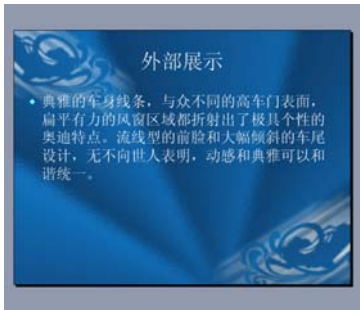 外部展示
• 典雅的车身线条，与众不同的高车门表面，
扁平有力的风窗区域都折射出了极具个性的
奥迪特点。流线型的前脸和大幅倾斜的车尾
设计，无不向世人表明，动感和典雅可以和
谐统一。